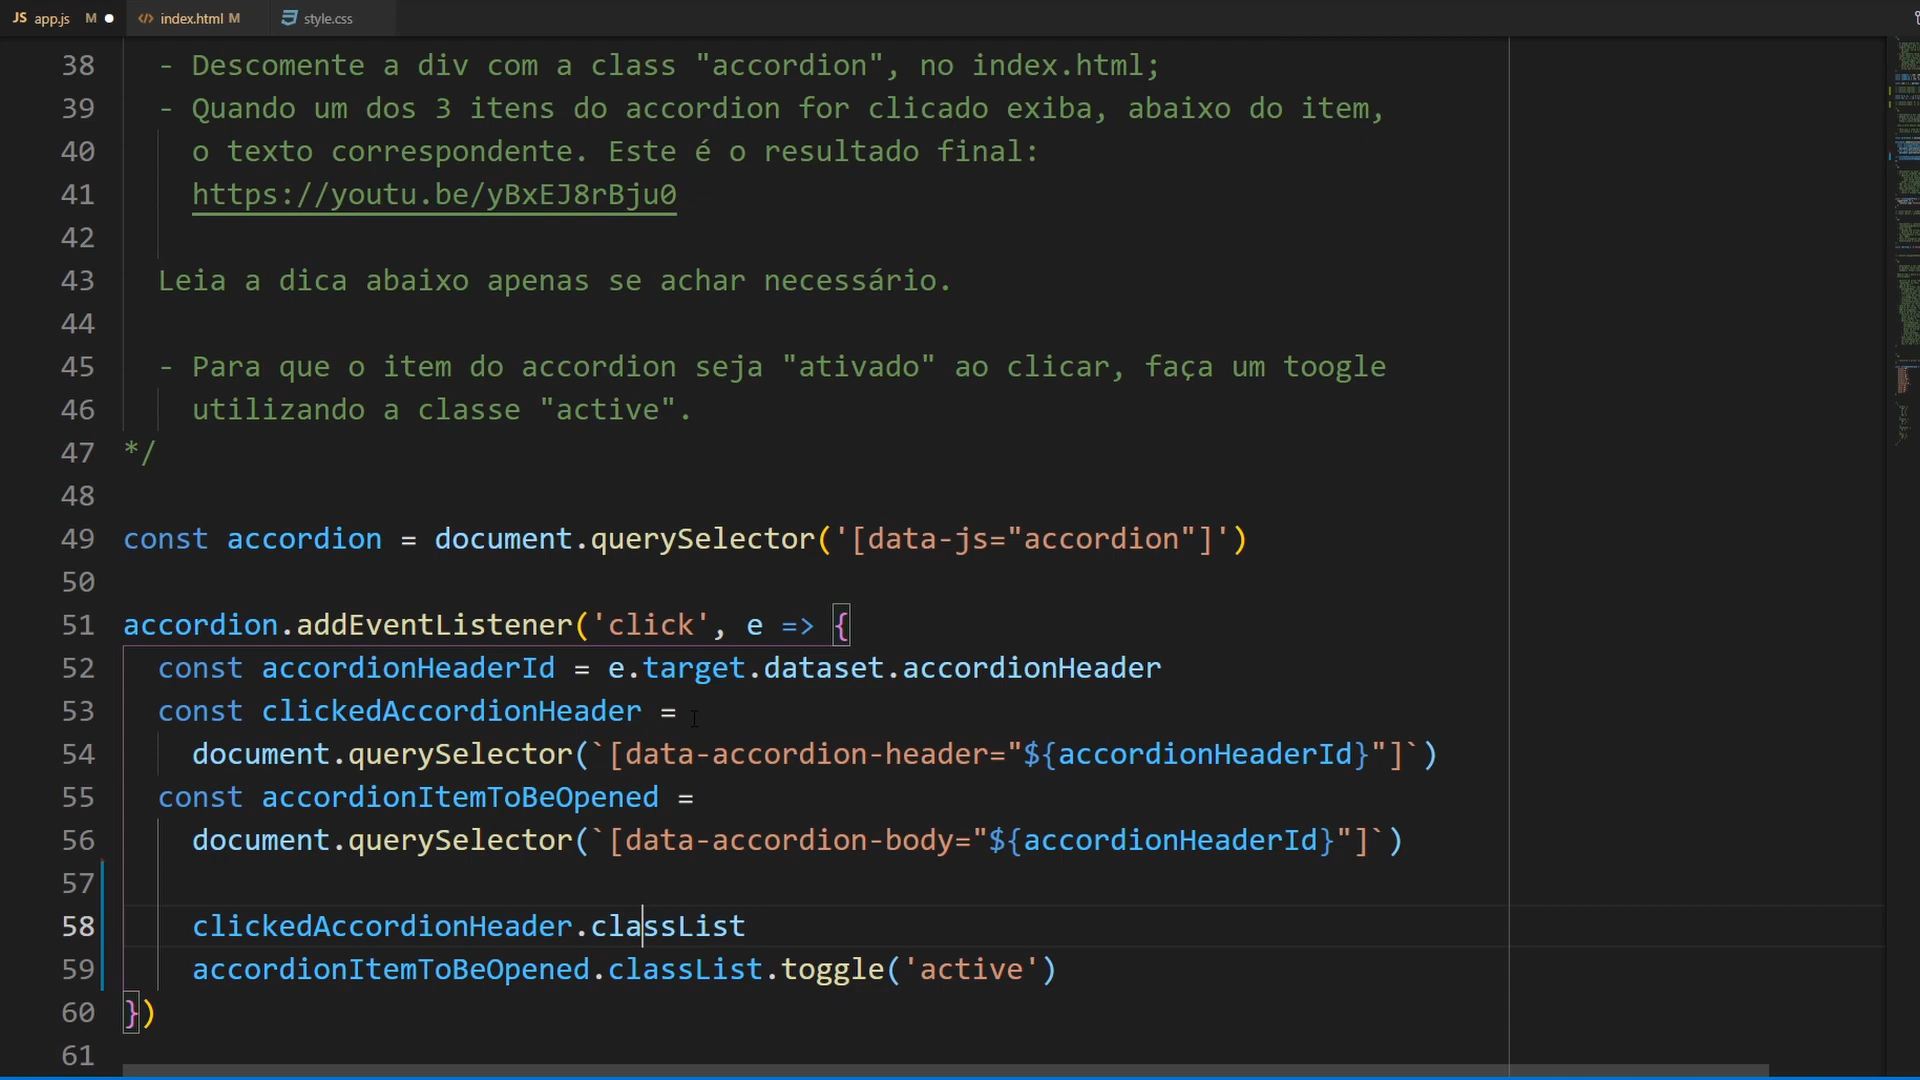 JS app.js M ● <> index.html M style.css
38 - Descomente a div com a class "accordion", no index.html;
39 - Quando um dos 3 itens do accordion for clicado exiba, abaixo do item,
40 o texto correspondente. Este é o resultado final:
41 https://youtu.be/yBxEJ8rBju0
42
43 Leia a dica abaixo apenas se achar necessário.
44
45 - Para que o item do accordion seja "ativado" ao clicar, faça um toogle
46 utilizando a classe "active".
47 */
48
49 const accordion = document.querySelector('[data-js="accordion"]')
50
51 accordion.addEventListener('click', e => {
52 const accordionHeaderId = e.target.dataset.accordionHeader
53 const clickedAccordionHeader =
54 document.querySelector(`[data-accordion-header="${accordionHeaderId}"]`)
55 const accordionItemToBeOpened =
56 document.querySelector(`[data-accordion-body="${accordionHeaderId}"]`)
57
58 clickedAccordionHeader.classList
59 accordionItemToBeOpened.classList.toggle('active')
60 })
61